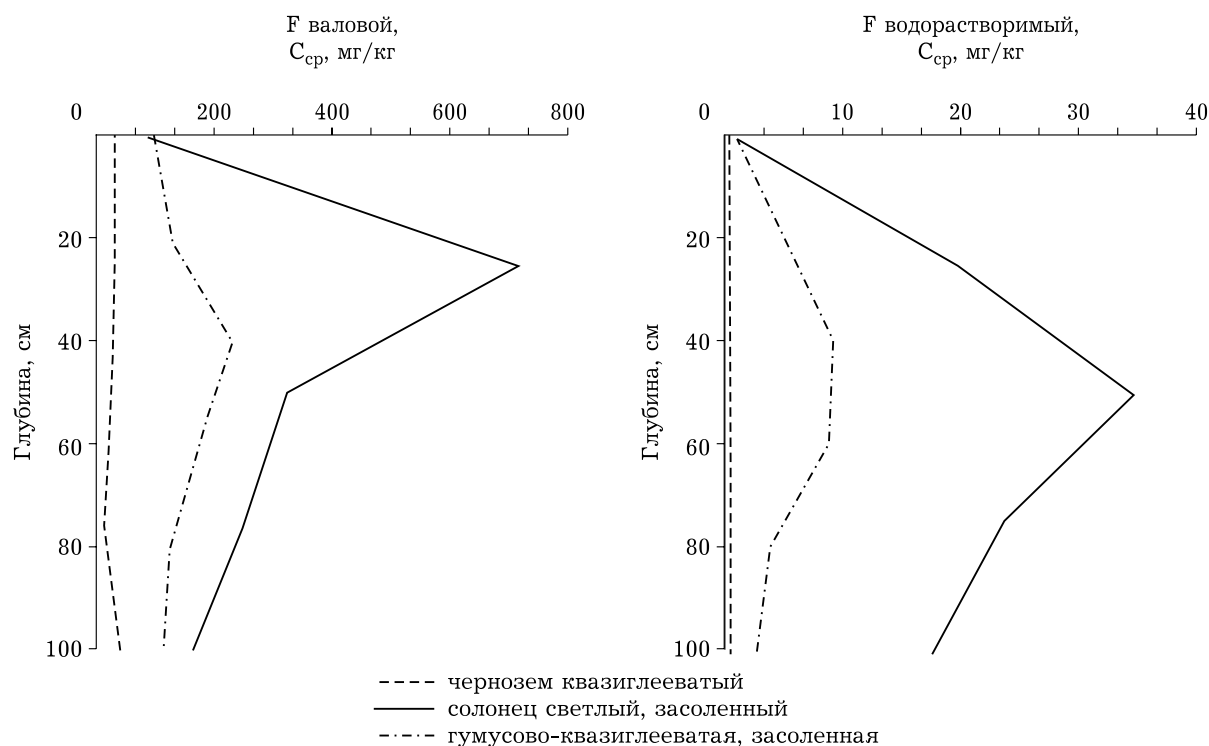 F валовой,
Cср, мг/кг
0 200 400 600 800
20
40
60
80
100
Глубина, см
F водорастворимый,
Cср, мг/кг
0 10 20 30 40
20
40
60
80
100
Глубина, см
чернозем квазиглееватый
солонец светлый, засоленный
гумусово-квазиглееватая, засоленная